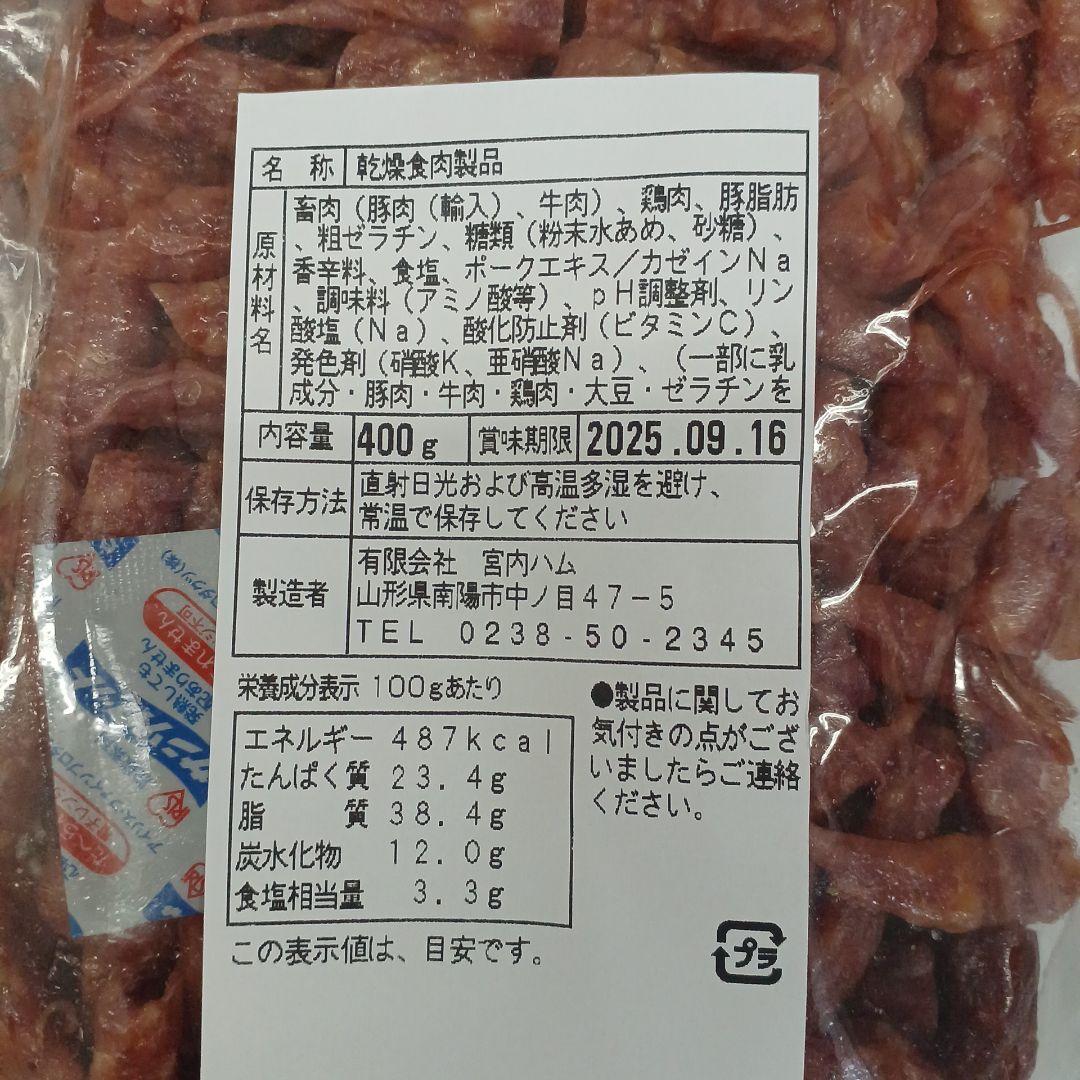 名 称 乾燥食肉製品
原材料名
畜肉（豚肉（輸入）、牛肉）、鶏肉、豚脂肪
、粗ゼラチン、糖類（粉末水あめ、砂糖）、
香辛料、食塩、ポークエキス／カゼインＮａ
、調味料（アミノ酸等）、ｐＨ調整剤、リン
酸塩（Ｎａ）、酸化防止剤（ビタミンＣ）、
発色剤（硝酸Ｋ、亜硝酸Ｎａ）、（一部に乳
成分・豚肉・牛肉・鶏肉・大豆・ゼラチンを
内容量 400g 賞味期限 2025.09.16
保存方法
直射日光および高温多湿を避け、
常温で保存してください
製造者
有限会社 宮内ハム
山形県南陽市中ノ目４７－５
ＴＥＬ ０２３８-５０-２３４５
栄養成分表示 １００ｇあたり
エネルギー ４８７ｋｃａｌ
たんぱく質 ２３.４ｇ
脂 質 ３８.４ｇ
炭水化物 １２.０ｇ
食塩相当量 ３.３ｇ
この表示値は、目安です。
●製品に関してお
気付きの点がござ
いましたらご連絡
ください。
プラ